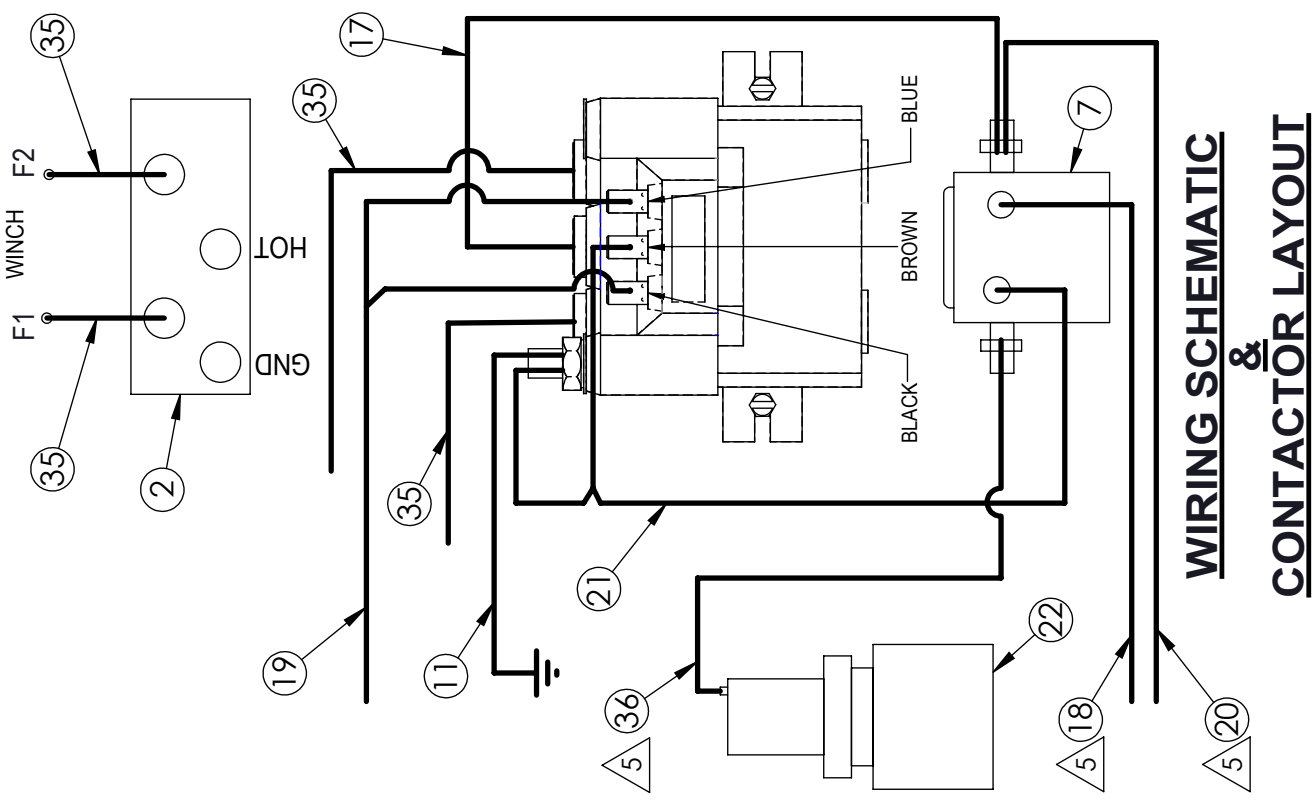 35
F2
WINCH
F1
35
HOT
GND
2
17
35
35
19
11
21
36
5
22
BLUE
BROWN
BLACK
7
18
5
20
5
WIRING SCHEMATIC
&
CONTACTOR LAYOUT